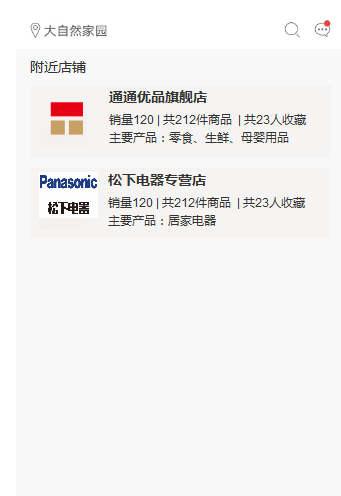 大自然家园
附近店铺
通通优品旗舰店
销量120 | 共212件商品 | 共23人收藏
主要产品：零食、生鲜、母婴用品
Panasonic
松下电器
松下电器专营店
销量120 | 共212件商品 | 共23人收藏
主要产品：居家电器